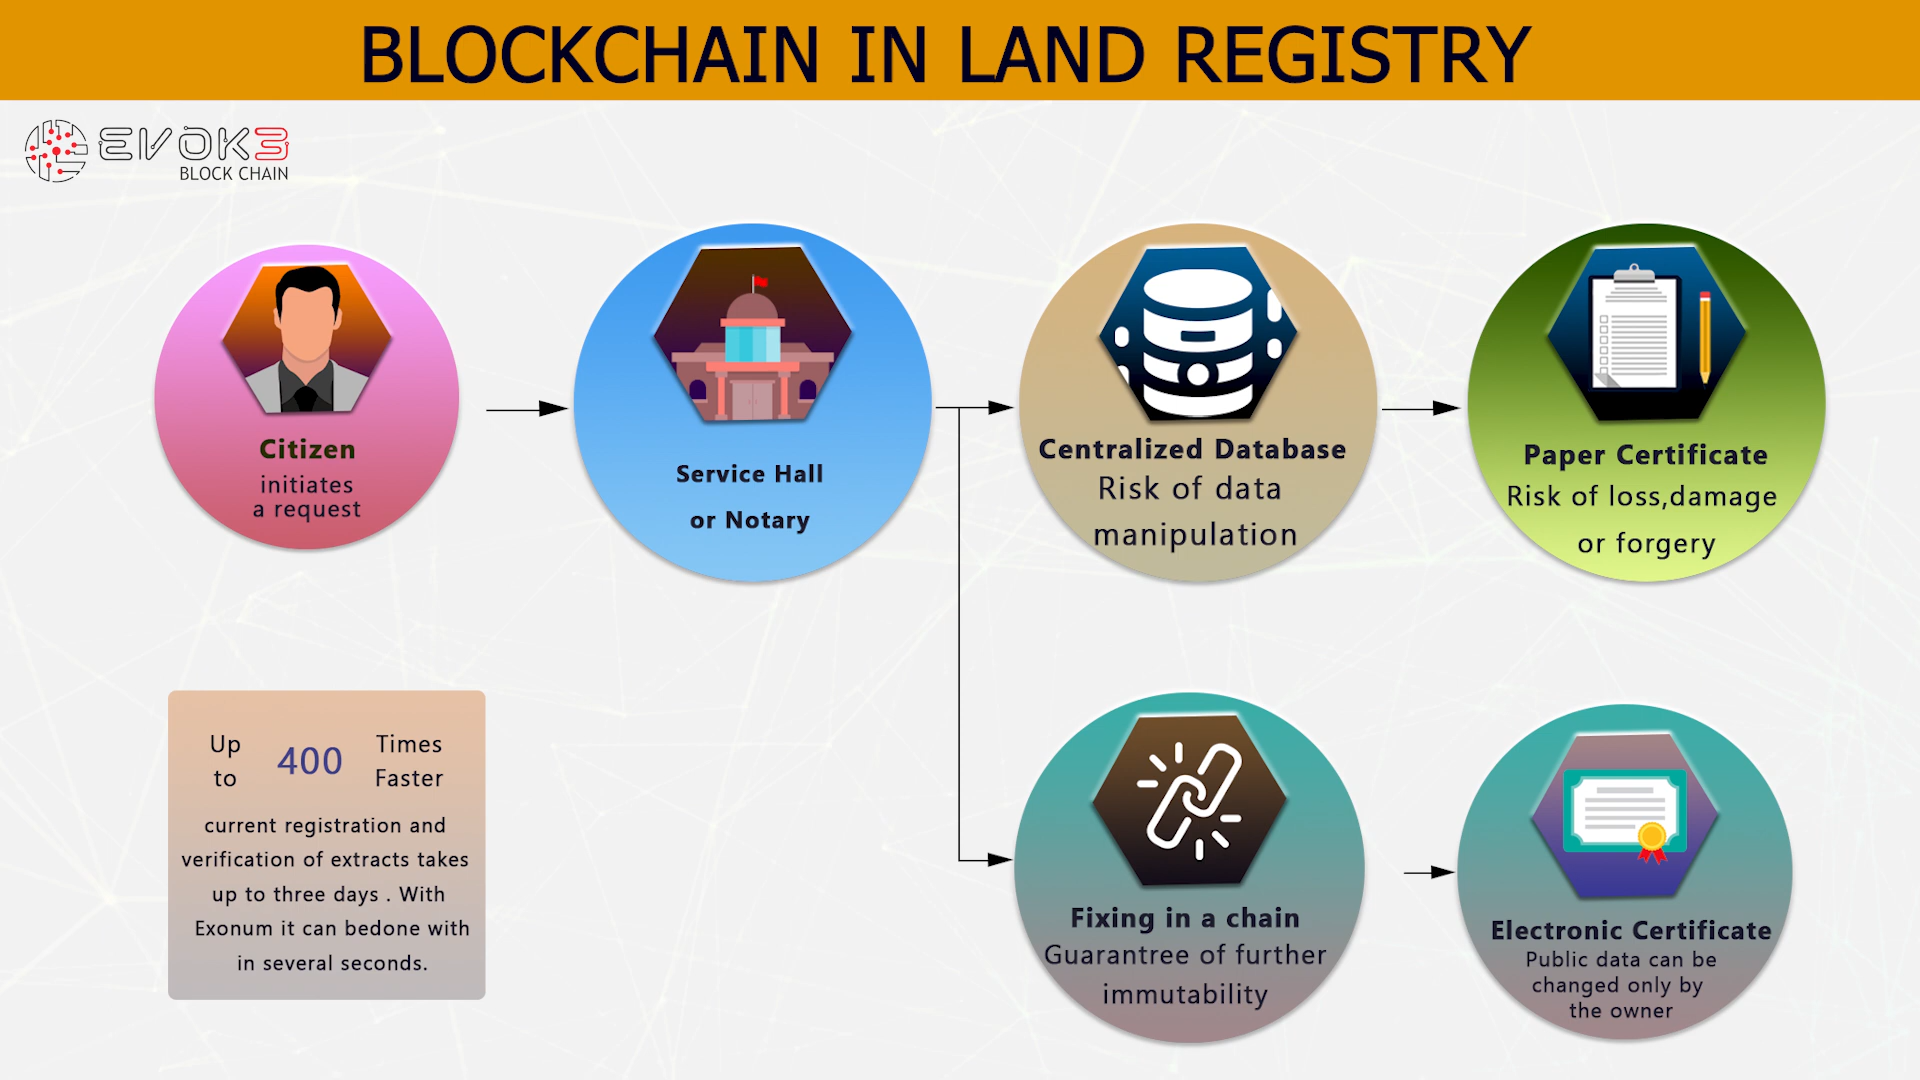 BLOCKCHAIN IN LAND REGISTRY
EVOK3
BLOCK CHAIN
Citizen
initiates
a request
Service Hall
or Notary
Centralized Database
Risk of data
manipulation
Paper Certificate
Risk of loss,damage
or forgery
Up to 400 Times Faster
current registration and
verification of extracts takes
up to three days . With
Exonum it can bedone with
in several seconds.
Fixing in a chain
Guarantree of further
immutability
Electronic Certificate
Public data can be
changed only by
the owner